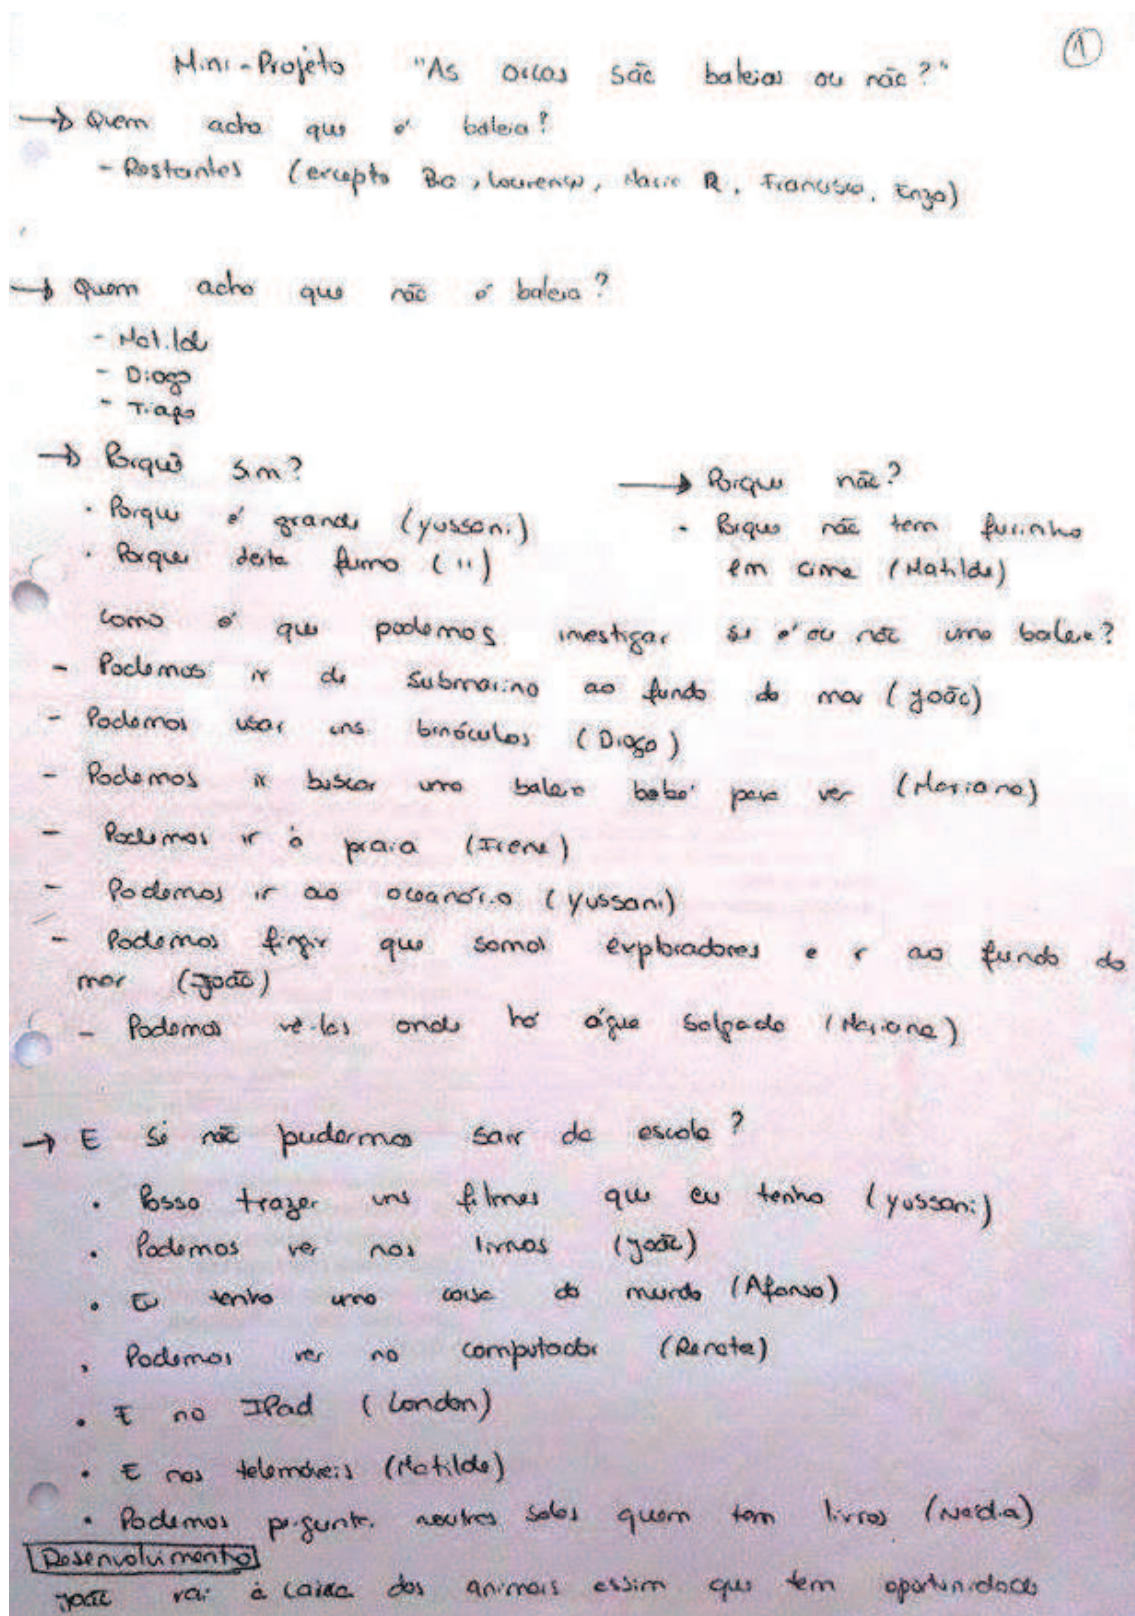 1
Mini-Projeto "As orcas são baleias ou não?"
→ Quem acha que é baleia?
- Restantes (excepto Bia, Lourenço, Maria R., Francisco, Enzo)
→ Quem acha que não é baleia?
- Matilde
- Diogo
- Tiago
→ Porquê sim?
• Porque é grande (Yussani)
• Porque deita fumo ( " )
→ Porque não?
- Porque não tem furinho
em cima (Matilde)
Como é que podemos investigar se é ou não uma baleia?
- Podemos ir de submarino ao fundo do mar (João)
- Podemos usar uns binóculos (Diogo)
- Podemos ir buscar uma baleia bebé para ver (Mariana)
- Podemos ir à praia (Irene)
- Podemos ir ao oceanário (Yussani)
- Podemos fingir que somos exploradores e ir ao fundo do
mar (João)
- Podemos vê-las onde há água salgada (Mariana)
→ E se não pudermos sair da escola?
• Posso trazer uns filmes que eu tenho (Yussani)
• Podemos ver nos livros (João)
• Eu tenho uma coisa do mundo (Afonso)
• Podemos ver no computador (Renata)
• E no IPad (London)
• E nos telemóveis (Matilde)
• Podemos perguntar noutras salas quem tem livros (Nádia)
Desenvolvimento
João vai à caixa dos animais assim que tem oportunidade